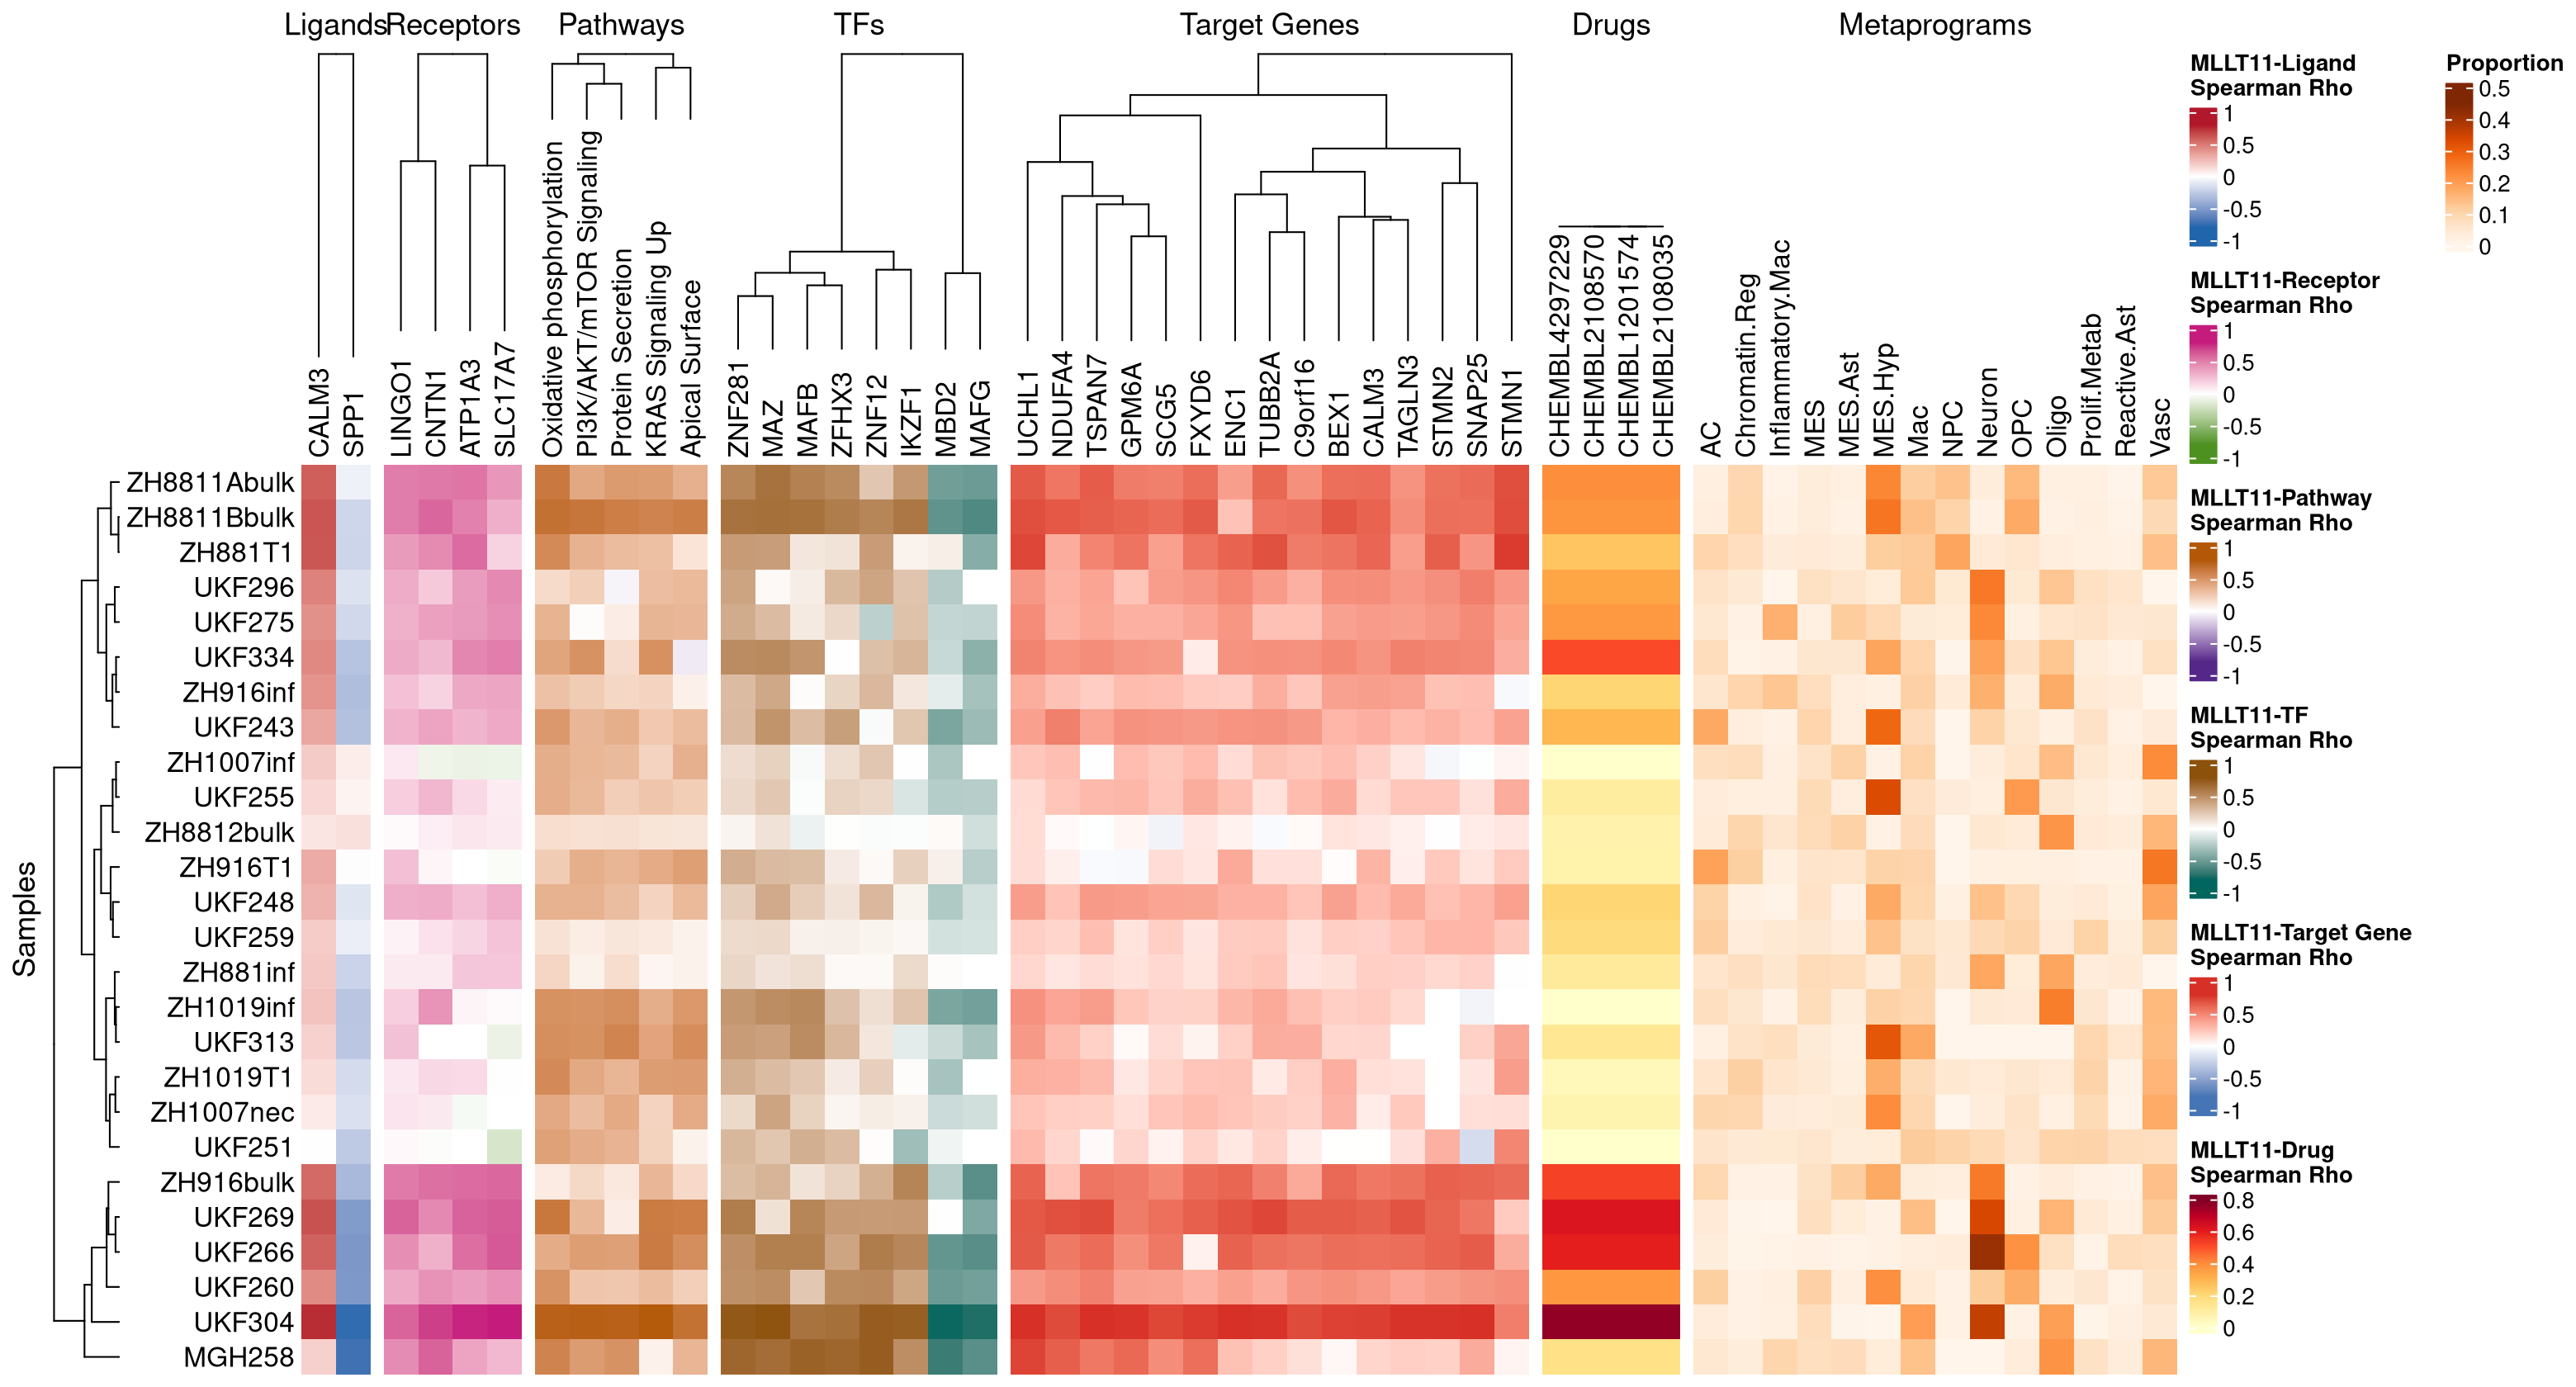 Ligands Receptors Pathways TFs Target Genes Drugs Metaprograms
CALM3
SPP1
LINGO1
CNTN1
ATP1A3
SLC17A7
Oxidative phosphorylation
PI3K/AKT/mTOR Signaling
Protein Secretion
KRAS Signaling Up
Apical Surface
ZNF281
MAZ
MAFB
ZFHX3
ZNF12
IKZF1
MBD2
MAFG
UCHL1
NDUFA4
TSPAN7
GPM6A
SCG5
FXYD6
ENC1
TUBB2A
C9orf16
BEX1
CALM3
TAGLN3
STMN2
SNAP25
STMN1
CHEMBL4297229
CHEMBL2108570
CHEMBL1201574
CHEMBL2108035
AC
Chromatin.Reg
Inflammatory.Mac
MES
MES.Ast
MES.Hyp
Mac
NPC
Neuron
OPC
Oligo
Prolif.Metab
Reactive.Ast
Vasc
Samples
ZH8811Abulk
ZH8811Bbulk
ZH881T1
UKF296
UKF275
UKF334
ZH916inf
UKF243
ZH1007inf
UKF255
ZH8812bulk
ZH916T1
UKF248
UKF259
ZH881inf
ZH1019inf
UKF313
ZH1019T1
ZH1007nec
UKF251
ZH916bulk
UKF269
UKF266
UKF260
UKF304
MGH258
MLLT11-Ligand
Spearman Rho
1
0.5
0
-0.5
-1
MLLT11-Receptor
Spearman Rho
1
0.5
0
-0.5
-1
MLLT11-Pathway
Spearman Rho
1
0.5
0
-0.5
-1
MLLT11-TF
Spearman Rho
1
0.5
0
-0.5
-1
MLLT11-Target Gene
Spearman Rho
1
0.5
0
-0.5
-1
MLLT11-Drug
Spearman Rho
0.8
0.6
0.4
0.2
0
Proportion
0.5
0.4
0.3
0.2
0.1
0